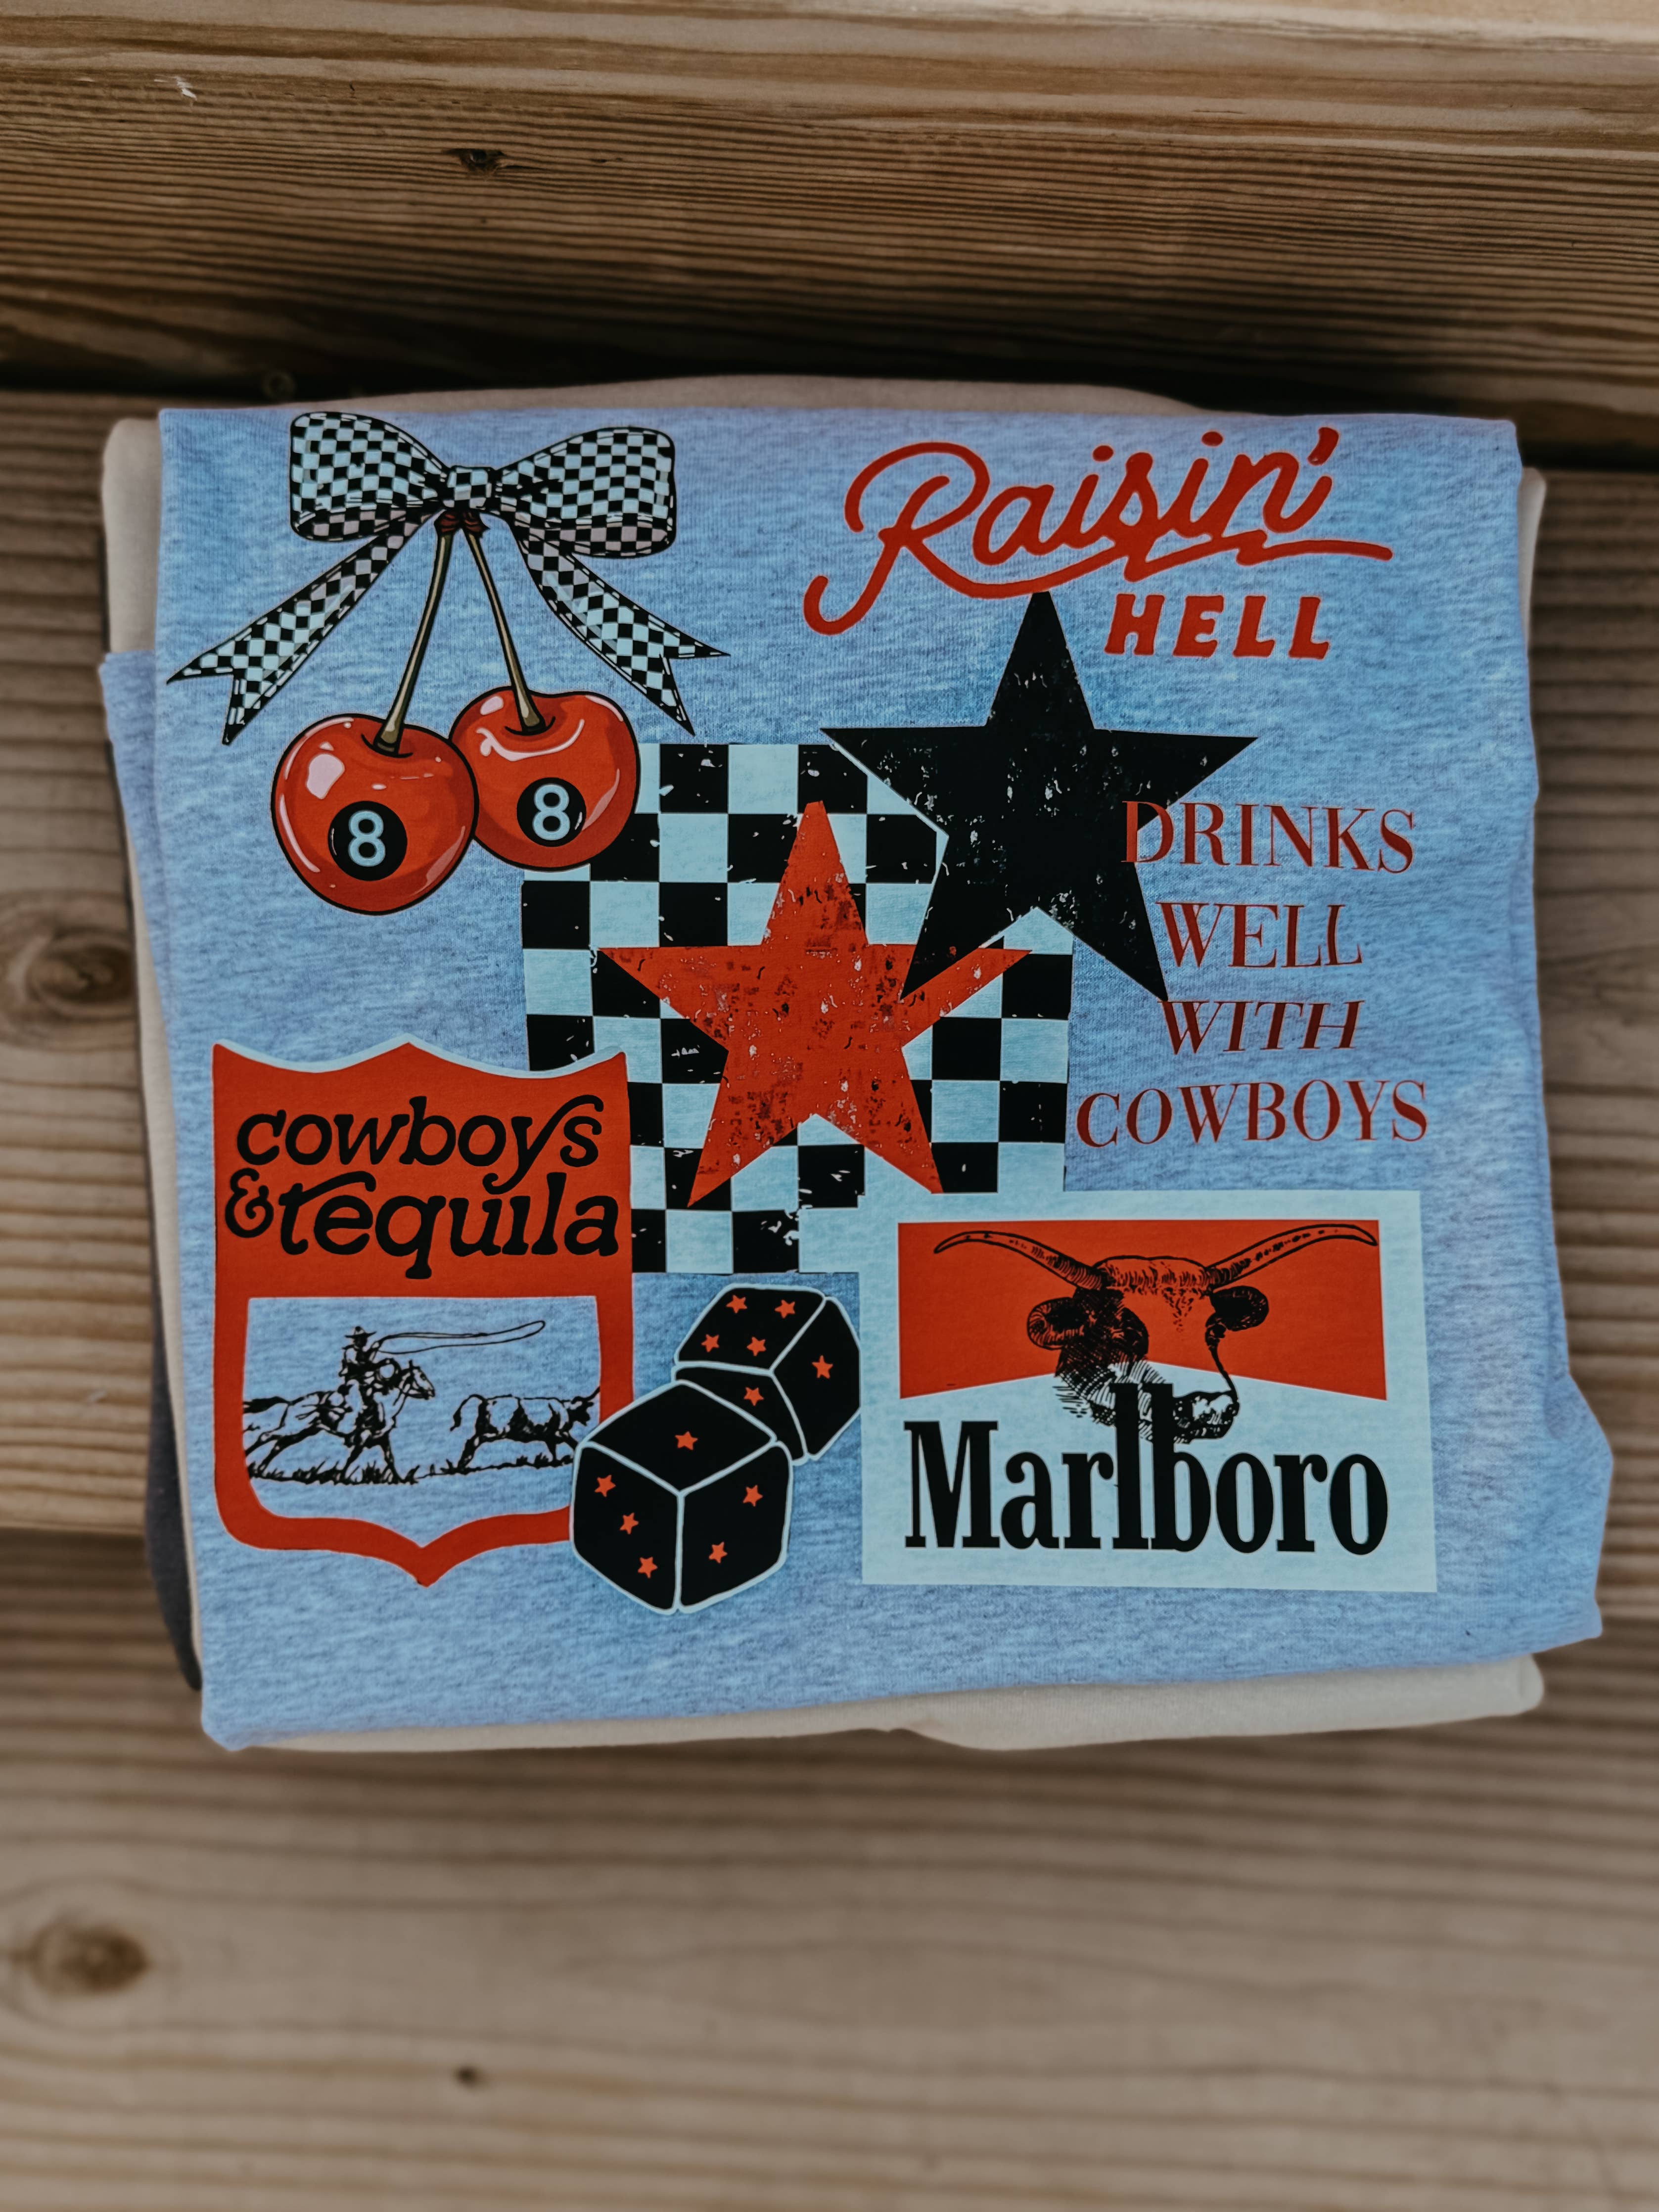 Raisin'
HELL
8
8
DRINKS
WELL
WITH
COWBOYS
cowboys
& tequila
Marlboro